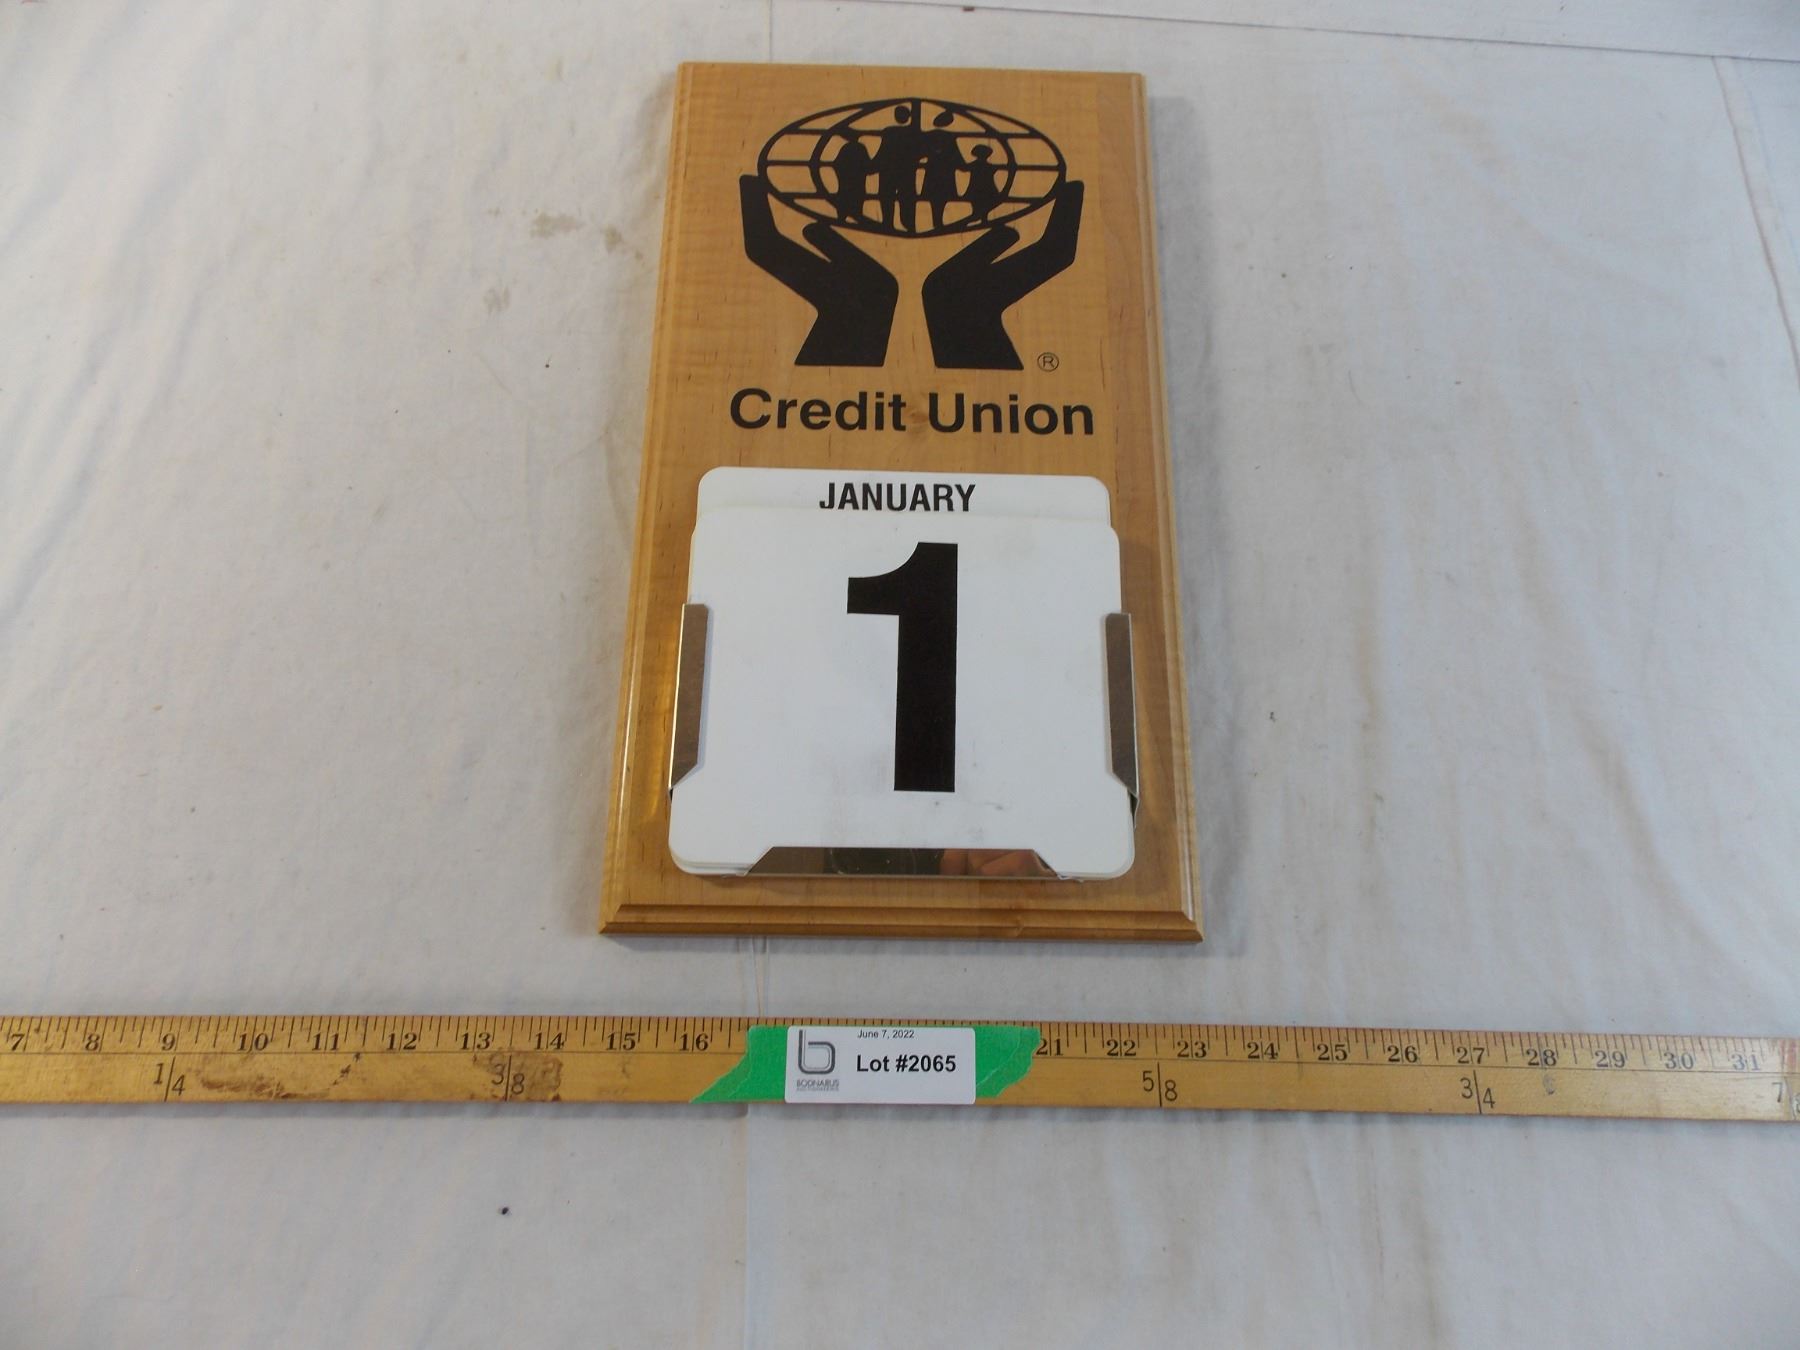 ®
Credit Union
JANUARY
1
7 8 9 10 11 12 13 14 15 16 21 22 23 24 25 26 27 28 29 30 31
1/4 3/8 5/8 3/4 7
June 7, 2022
Lot #2065
BODNARUS